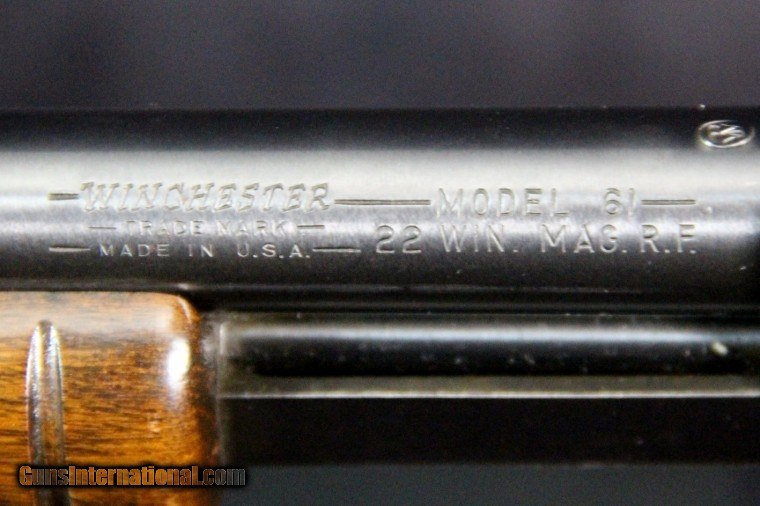 WINCHESTER — MODEL 61 —
— TRADE MARK —
— MADE IN U.S.A. — 22 WIN. MAG. R.F.
GunsInternational.com